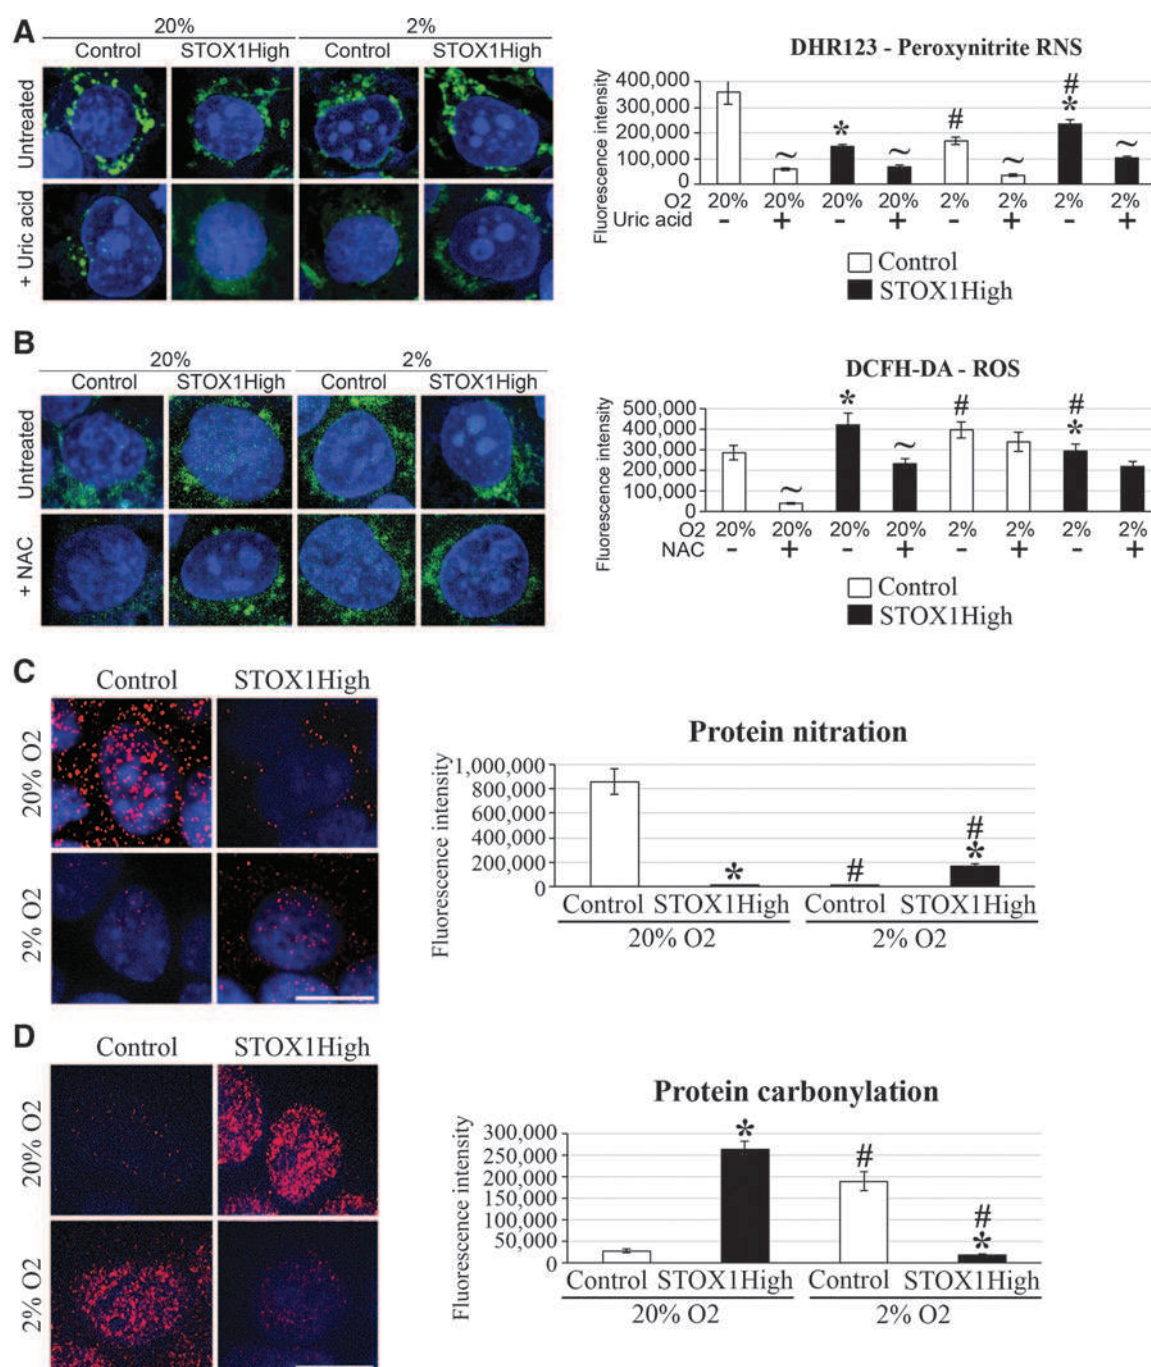 A
20% 2%
Control STOX1High Control STOX1High
Untreated
+ Uric acid
DHR123 - Peroxynitrite RNS
Fluorescence intensity
400,000
300,000
200,000
100,000
0
* # # *
~ ~ ~ ~
O2 20% 20% 20% 20% 2% 2% 2% 2%
Uric acid - + - + - + - +
Control
STOX1High
B
20% 2%
Control STOX1High Control STOX1High
Untreated
+ NAC
DCFH-DA - ROS
Fluorescence intensity
500,000
400,000
300,000
200,000
100,000
0
~ * ~ # # *
O2 20% 20% 20% 20% 2% 2% 2% 2%
NAC - + - + - + - +
Control
STOX1High
C
Control STOX1High
20% O2
2% O2
Protein nitration
Fluorescence intensity
1,000,000
800,000
600,000
400,000
200,000
0
* # # *
Control STOX1High Control STOX1High
20% O2 2% O2
D
Control STOX1High
20% O2
2% O2
Protein carbonylation
Fluorescence intensity
300,000
250,000
200,000
150,000
100,000
50,000
0
* # # *
Control STOX1High Control STOX1High
20% O2 2% O2